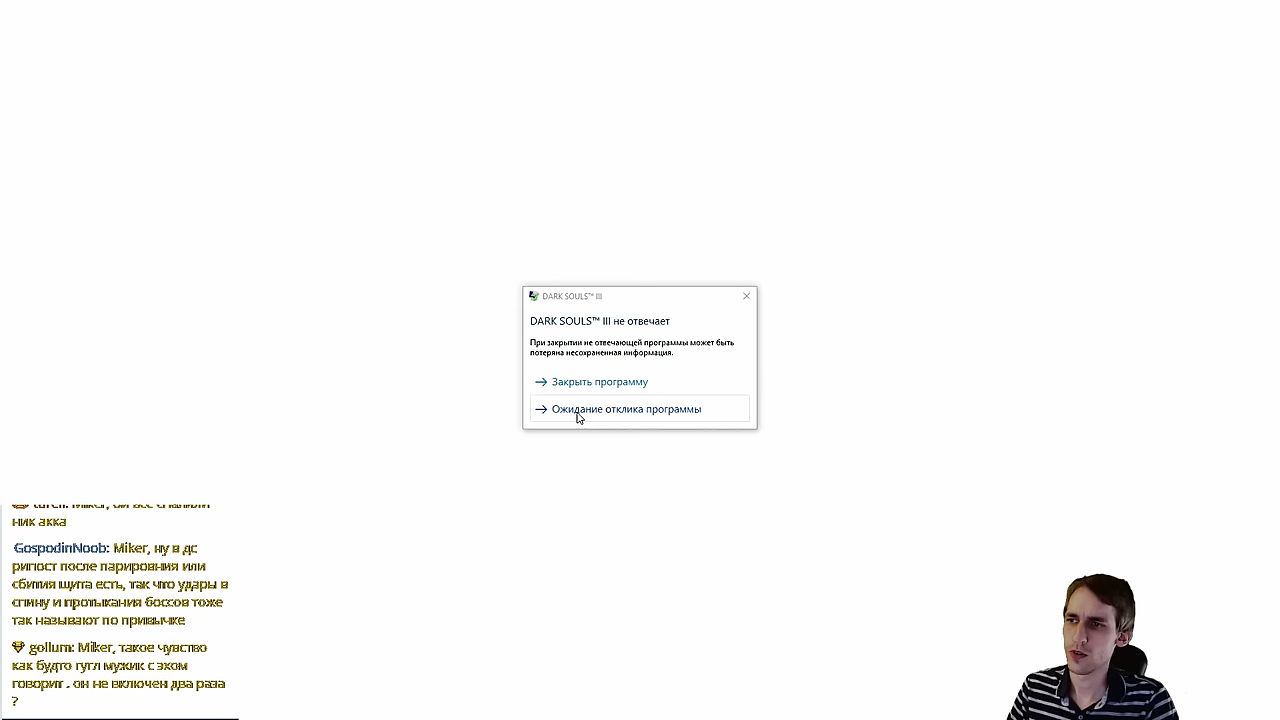 DARK SOULS™ III
DARK SOULS™ III не отвечает
При закрытии не отвечающей программы может быть
потеряна несохраненная информация.
Закрыть программу
Ожидание отклика программы
Miker,
ник акка
GospodinNoob: Miker, ну в дс
рипост после парировния или
сбития щита есть, так что удары в
спину и протыкания боссов тоже
так называют по привычке
gollum: Miker, такое чувство
как будто гугл мужик с эхом
говорит . он не включен два раза
?